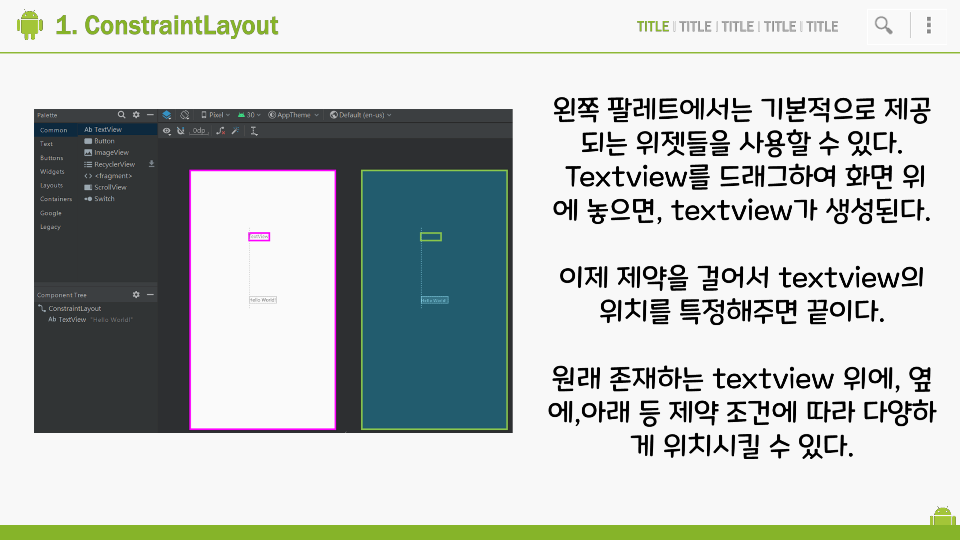 1. ConstraintLayout
TITLE | TITLE | TITLE | TITLE | TITLE
Palette
Common
Text
Buttons
Widgets
Layouts
Containers
Google
Legacy
Ab TextView
Button
ImageView
RecyclerView
<fragment>
ScrollView
Switch
Pixel
30
AppTheme
Default (en-us)
0dp
TextView
Hello World!
Hello World!
Component Tree
ConstraintLayout
Ab TextView "Hello World!"
왼쪽 팔레트에서는 기본적으로 제공
되는 위젯들을 사용할 수 있다.
Textview를 드래그하여 화면 위
에 놓으면, textview가 생성된다.
이제 제약을 걸어서 textview의
위치를 특정해주면 끝이다.
원래 존재하는 textview 위에, 옆
에,아래 등 제약 조건에 따라 다양하
게 위치시킬 수 있다.